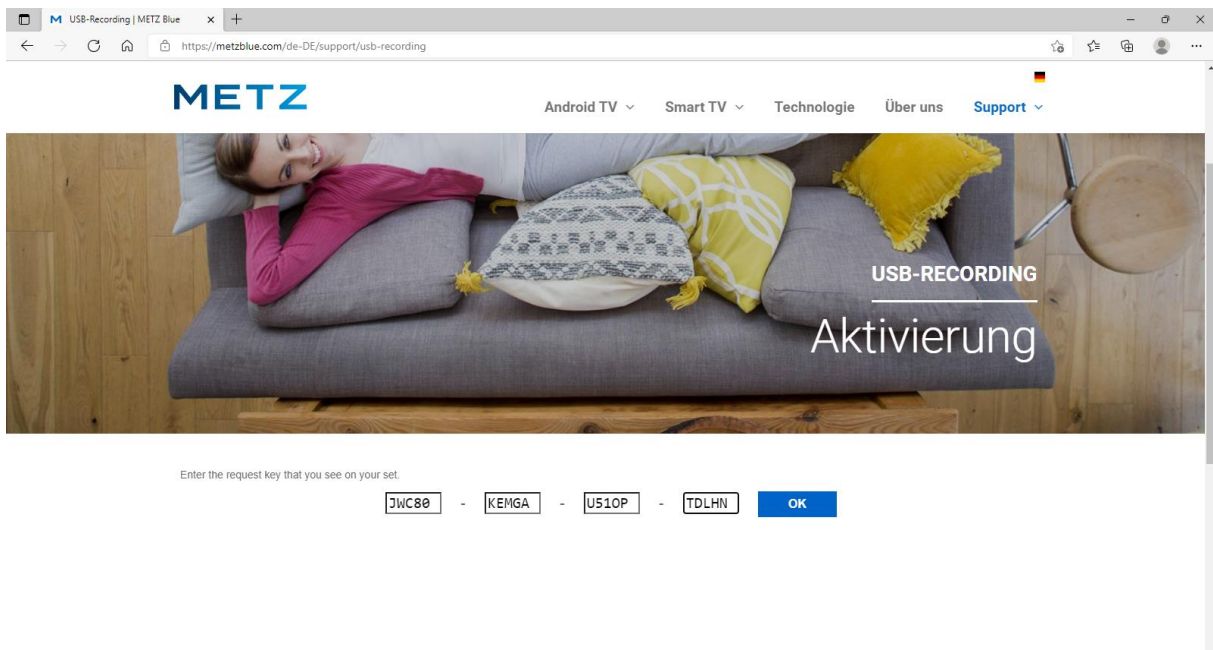 USB-Recording | METZ Blue
https://metzblue.com/de-DE/support/usb-recording
METZ
Android TV Smart TV Technologie Über uns Support
USB-RECORDING
Aktivierung
Enter the request key that you see on your set.
JWC80 - KEMGA - U51OP - TDLHN OK